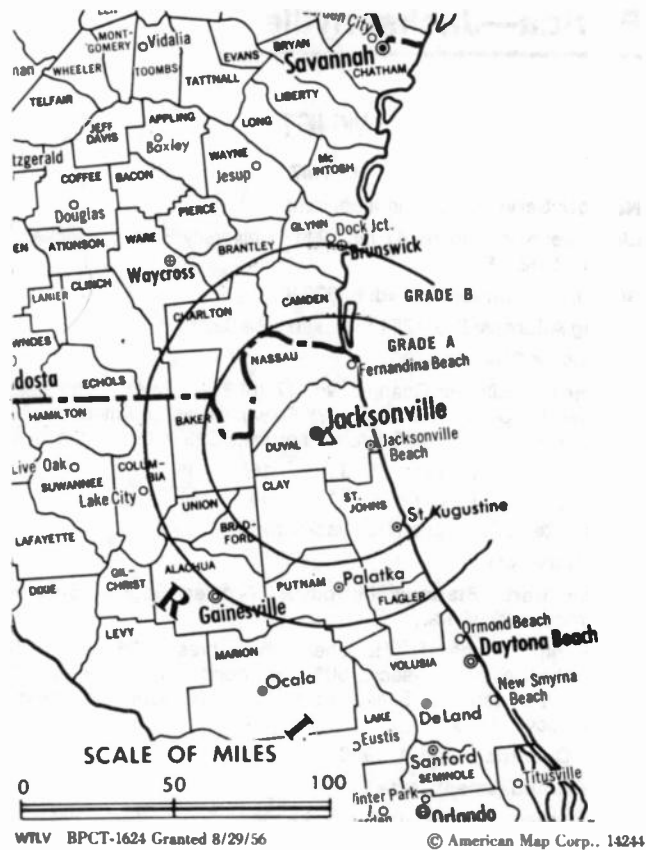 MONT-
GOMERY
Vidalia
WHEELER
TOOMBS
EVANS
BRYAN
City
Savannah
CHATHAM
TATTNALL
TELFAIR
LIBERTY
JEFF
DAVIS
APPLING
LONG
Baxley
WAYNE
Jesup
Mc
INTOSH
tzgerald
COFFEE
BACON
Douglas
PIERCE
GLYNN
Dock Jct.
Brunswick
ATKINSON
WARE
BRANTLEY
Waycross
CLINCH
LANIER
CHARLTON
CAMDEN
GRADE B
GRADE A
WNDES
NASSAU
Fernandina Beach
dosta
ECHOLS
HAMILTON
BAKER
Jacksonville
DUVAL
Jacksonville
Beach
Live Oak
COLUM-
BIA
SUWANNEE
Lake City
CLAY
ST.
JOHNS
UNION
BRAD-
FORD
St. Augustine
LAFAYETTE
GIL-
CHRIST
ALACHUA
DIXIE
PUTNAM
Palatka
R
Gainesville
FLAGLER
LEVY
Ormond Beach
MARION
Daytona Beach
VOLUSIA
Ocala
New Smyrna
Beach
LAKE
DeLand
Eustis
SCALE OF MILES
Sanford
SEMINOLE
Titusville
0 50 100
inter Park
Orlando
WTLV BPCT-1624 Granted 8/29/56
© American Map Corp., 14244